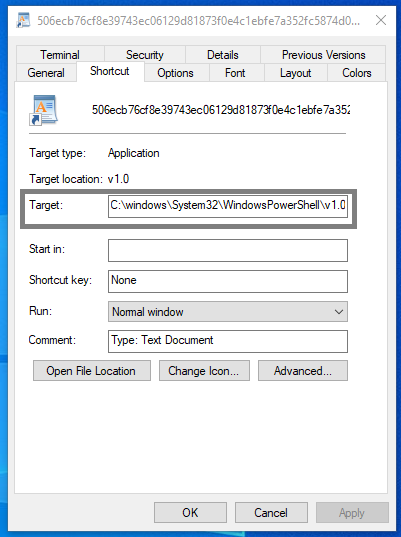 506ecb76cf8e39743ec06129d81873f0e4c1ebfe7a352fc5874d0...
Terminal Security Details Previous Versions
General Shortcut Options Font Layout Colors
506ecb76cf8e39743ec06129d81873f0e4c1ebfe7a352
Target type: Application
Target location: v1.0
Target: C:\windows\System32\WindowsPowerShell\v1.0
Start in:
Shortcut key: None
Run: Normal window
Comment: Type: Text Document
Open File Location Change Icon... Advanced...
OK Cancel Apply